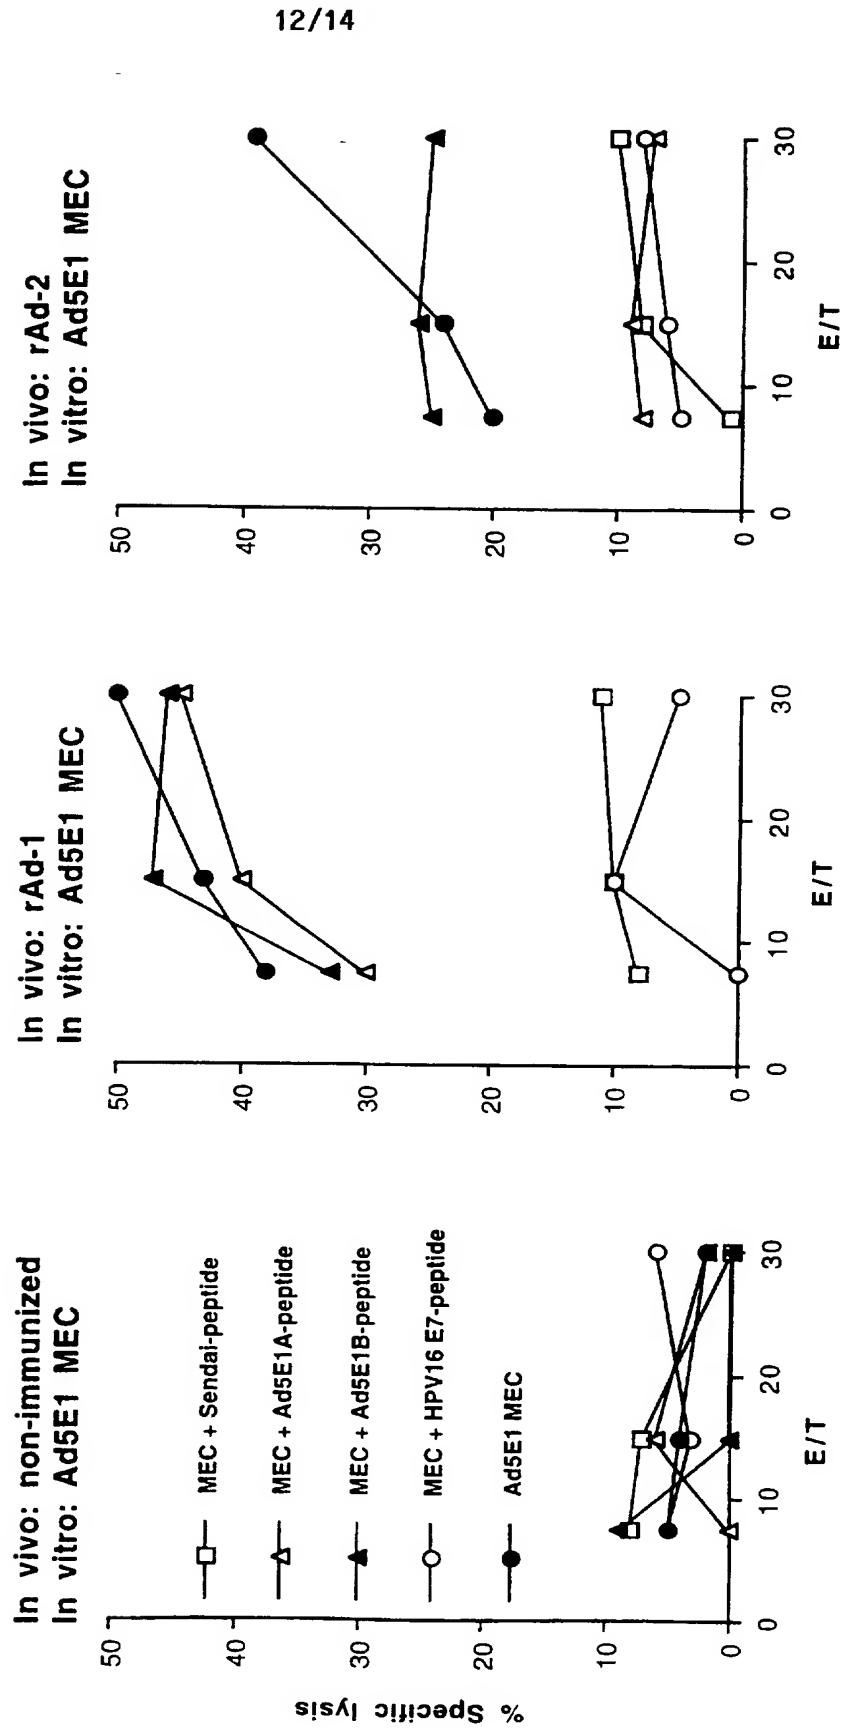 12/14
In vivo: non-immunized
In vitro: Ad5E1 MEC
MEC + Sendai-peptide
MEC + Ad5E1A-peptide
MEC + Ad5E1B-peptide
MEC + HPV16 E7-peptide
Ad5E1 MEC
% Specific lysis
50
40
30
20
10
0
0
10
20
30
E/T
In vivo: rAd-1
In vitro: Ad5E1 MEC
50
40
30
20
10
0
0
10
20
30
E/T
In vivo: rAd-2
In vitro: Ad5E1 MEC
50
40
30
20
10
0
0
10
20
30
E/T